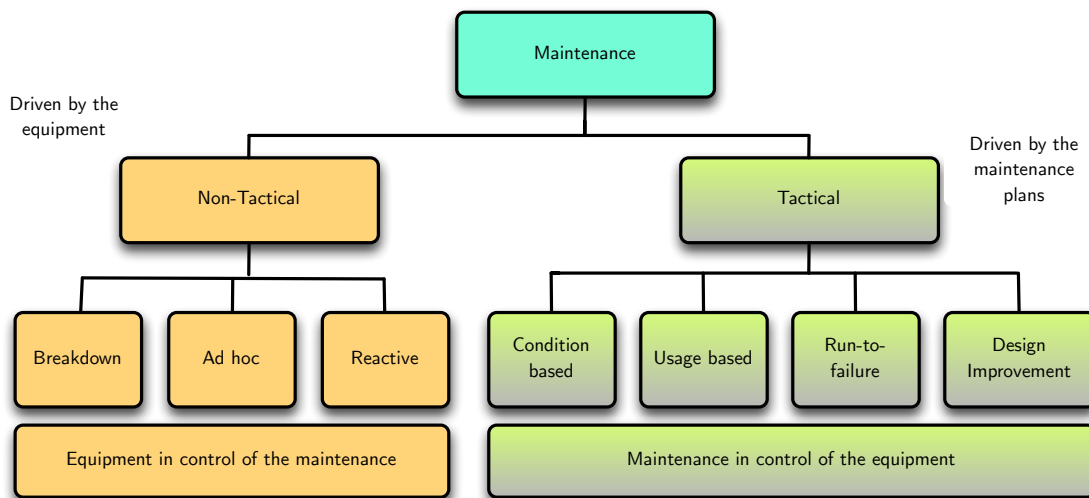 Maintenance
Driven by the
equipment
Driven by the
maintenance
plans
Non-Tactical
Tactical
Breakdown
Ad hoc
Reactive
Condition
based
Usage based
Run-to-
failure
Design
Improvement
Equipment in control of the maintenance
Maintenance in control of the equipment